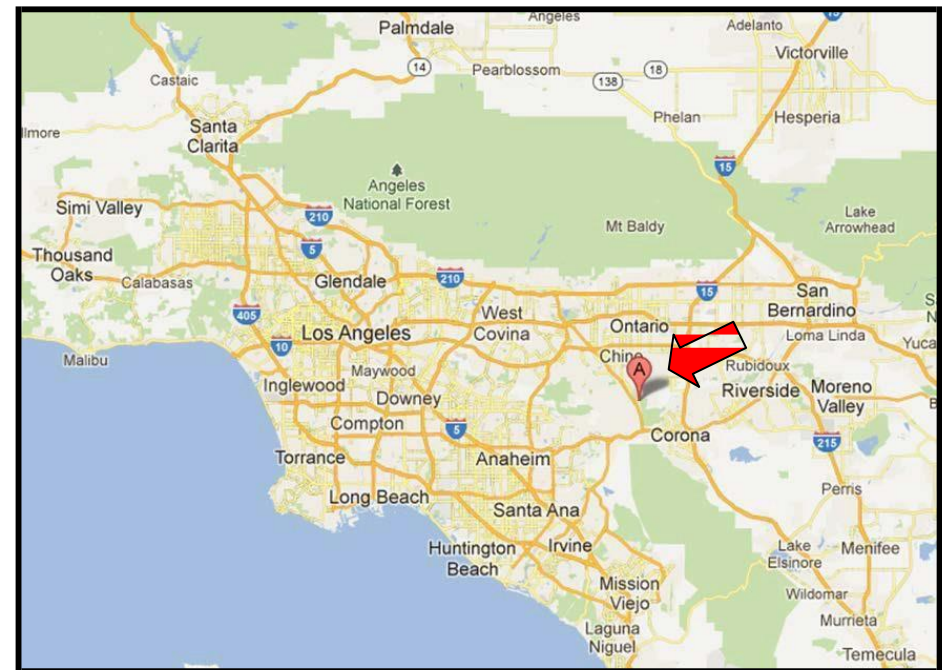 Angeles
Palmdale
Adelanto
15
Victorville
14
Pearblossom
18
138
Castaic
Phelan
Hesperia
llmore
Santa
Clarita
15
Angeles
National Forest
Simi Valley
210
Mt Baldy
Lake
Arrowhead
5
Thousand
Oaks
Calabasas
Glendale
210
15
San
Bernardino
405
West
Covina
Ontario
Los Angeles
Loma Linda
Yuca
10
Malibu
Maywood
Chino
Rubidoux
A
Inglewood
Downey
Riverside
Moreno
Valley
Compton
5
Corona
215
Torrance
Anaheim
Long Beach
Santa Ana
Perris
Huntington
Beach
Irvine
Lake
Elsinore
Menifee
Mission
Viejo
Wildomar
Laguna
Niguel
Murrieta
Temecula